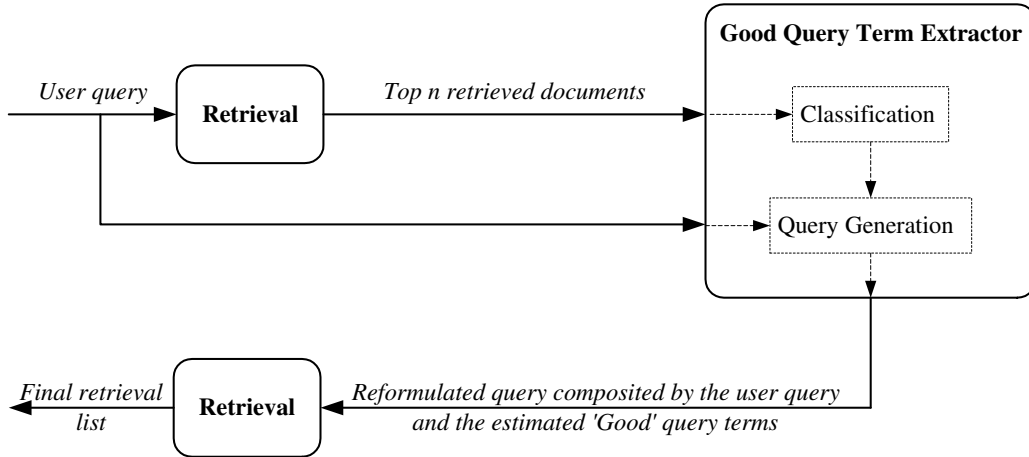 Good Query Term Extractor
User query
Retrieval
Top n retrieved documents
Classification
Query Generation
Final retrieval
list
Retrieval
Reformulated query composited by the user query
and the estimated 'Good' query terms